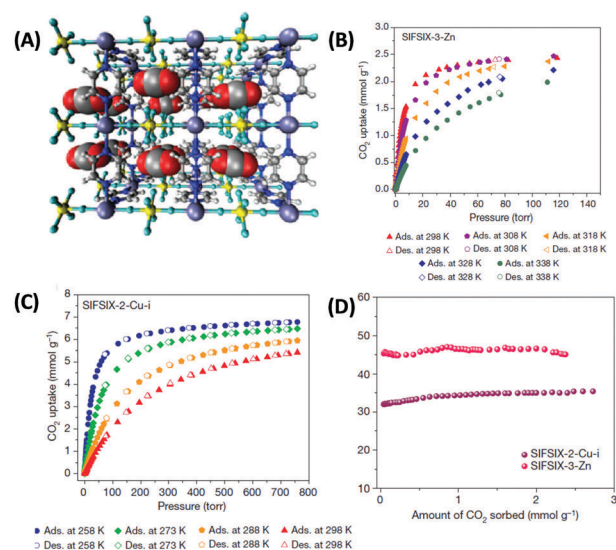 (A)
(B)
SIFSIX-3-Zn
3.0
2.5
2.0
1.5
1.0
0.5
0.0
CO2 uptake (mmol g⁻¹)
0 20 40 60 80 100 120 140
Pressure (torr)
Ads. at 298 K Ads. at 308 K Ads. at 318 K
Des. at 298 K Des. at 308 K Des. at 318 K
Ads. at 328 K Ads. at 338 K
Des. at 328 K Des. at 338 K
(C)
SIFSIX-2-Cu-i
7
6
5
4
3
2
1
0
CO₂ uptake (mmol g⁻¹)
0 100 200 300 400 500 600 700 800
Pressure (torr)
Ads. at 258 K Ads. at 273 K Ads. at 288 K Ads. at 298 K
Des. at 258 K Des. at 273 K Des. at 288 K Des. at 298 K
(D)
60
50
40
30
SIFSIX-2-Cu-i
SIFSIX-3-Zn
0 1 2 3
Amount of CO₂ sorbed (mmol g⁻¹)